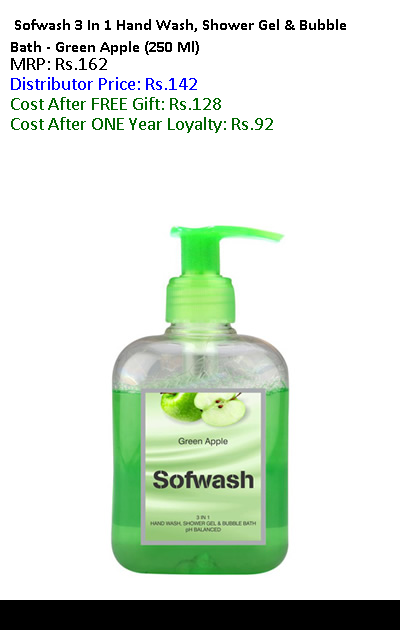 Sofwash 3 In 1 Hand Wash, Shower Gel & Bubble
Bath - Green Apple (250 Ml)
MRP: Rs.162
Distributor Price: Rs.142
Cost After FREE Gift: Rs.128
Cost After ONE Year Loyalty: Rs.92
Green Apple
Sofwash
3 IN 1
HAND WASH, SHOWER GEL & BUBBLE BATH
pH BALANCED